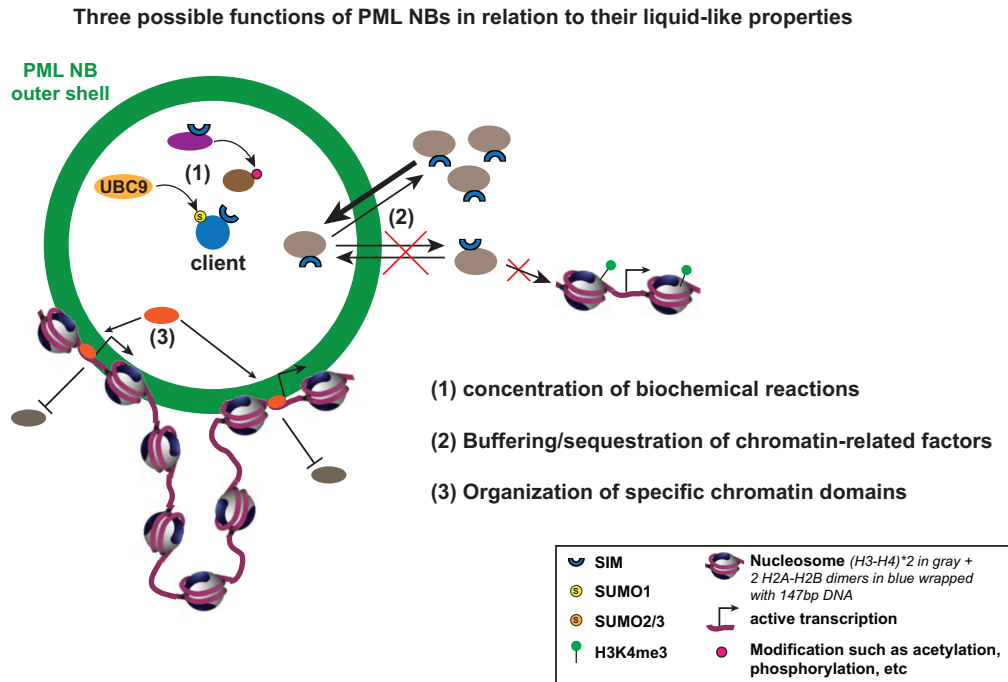 Three possible functions of PML NBs in relation to their liquid-like properties
PML NB
outer shell
(1)
UBC9
S
client
(2)
(3)
(1) concentration of biochemical reactions
(2) Buffering/sequestration of chromatin-related factors
(3) Organization of specific chromatin domains
SIM
S SUMO1
S SUMO2/3
H3K4me3
Nucleosome (H3-H4)*2 in gray +
2 H2A-H2B dimers in blue wrapped
with 147bp DNA
active transcription
Modification such as acetylation,
phosphorylation, etc